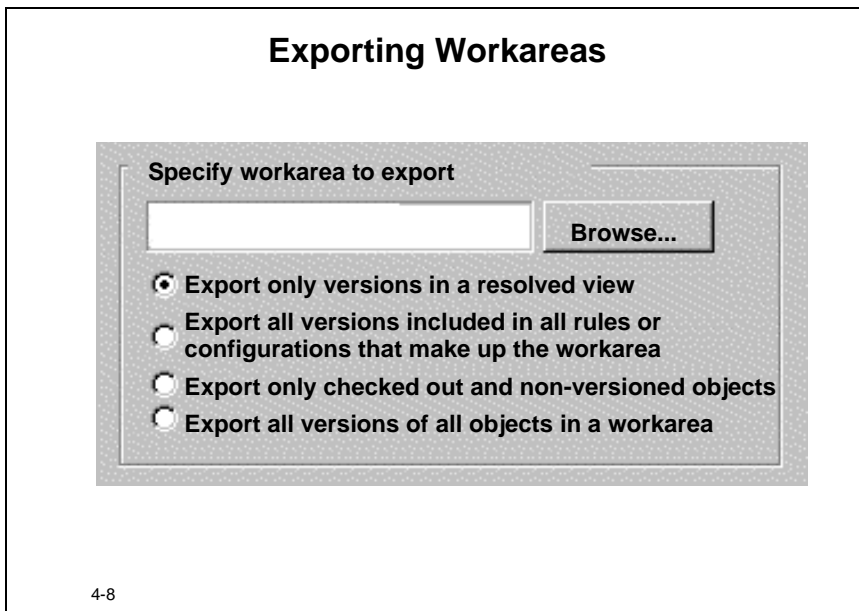 Exporting Workareas
Specify workarea to export
Browse...
Export only versions in a resolved view
Export all versions included in all rules or
configurations that make up the workarea
Export only checked out and non-versioned objects
Export all versions of all objects in a workarea
4-8